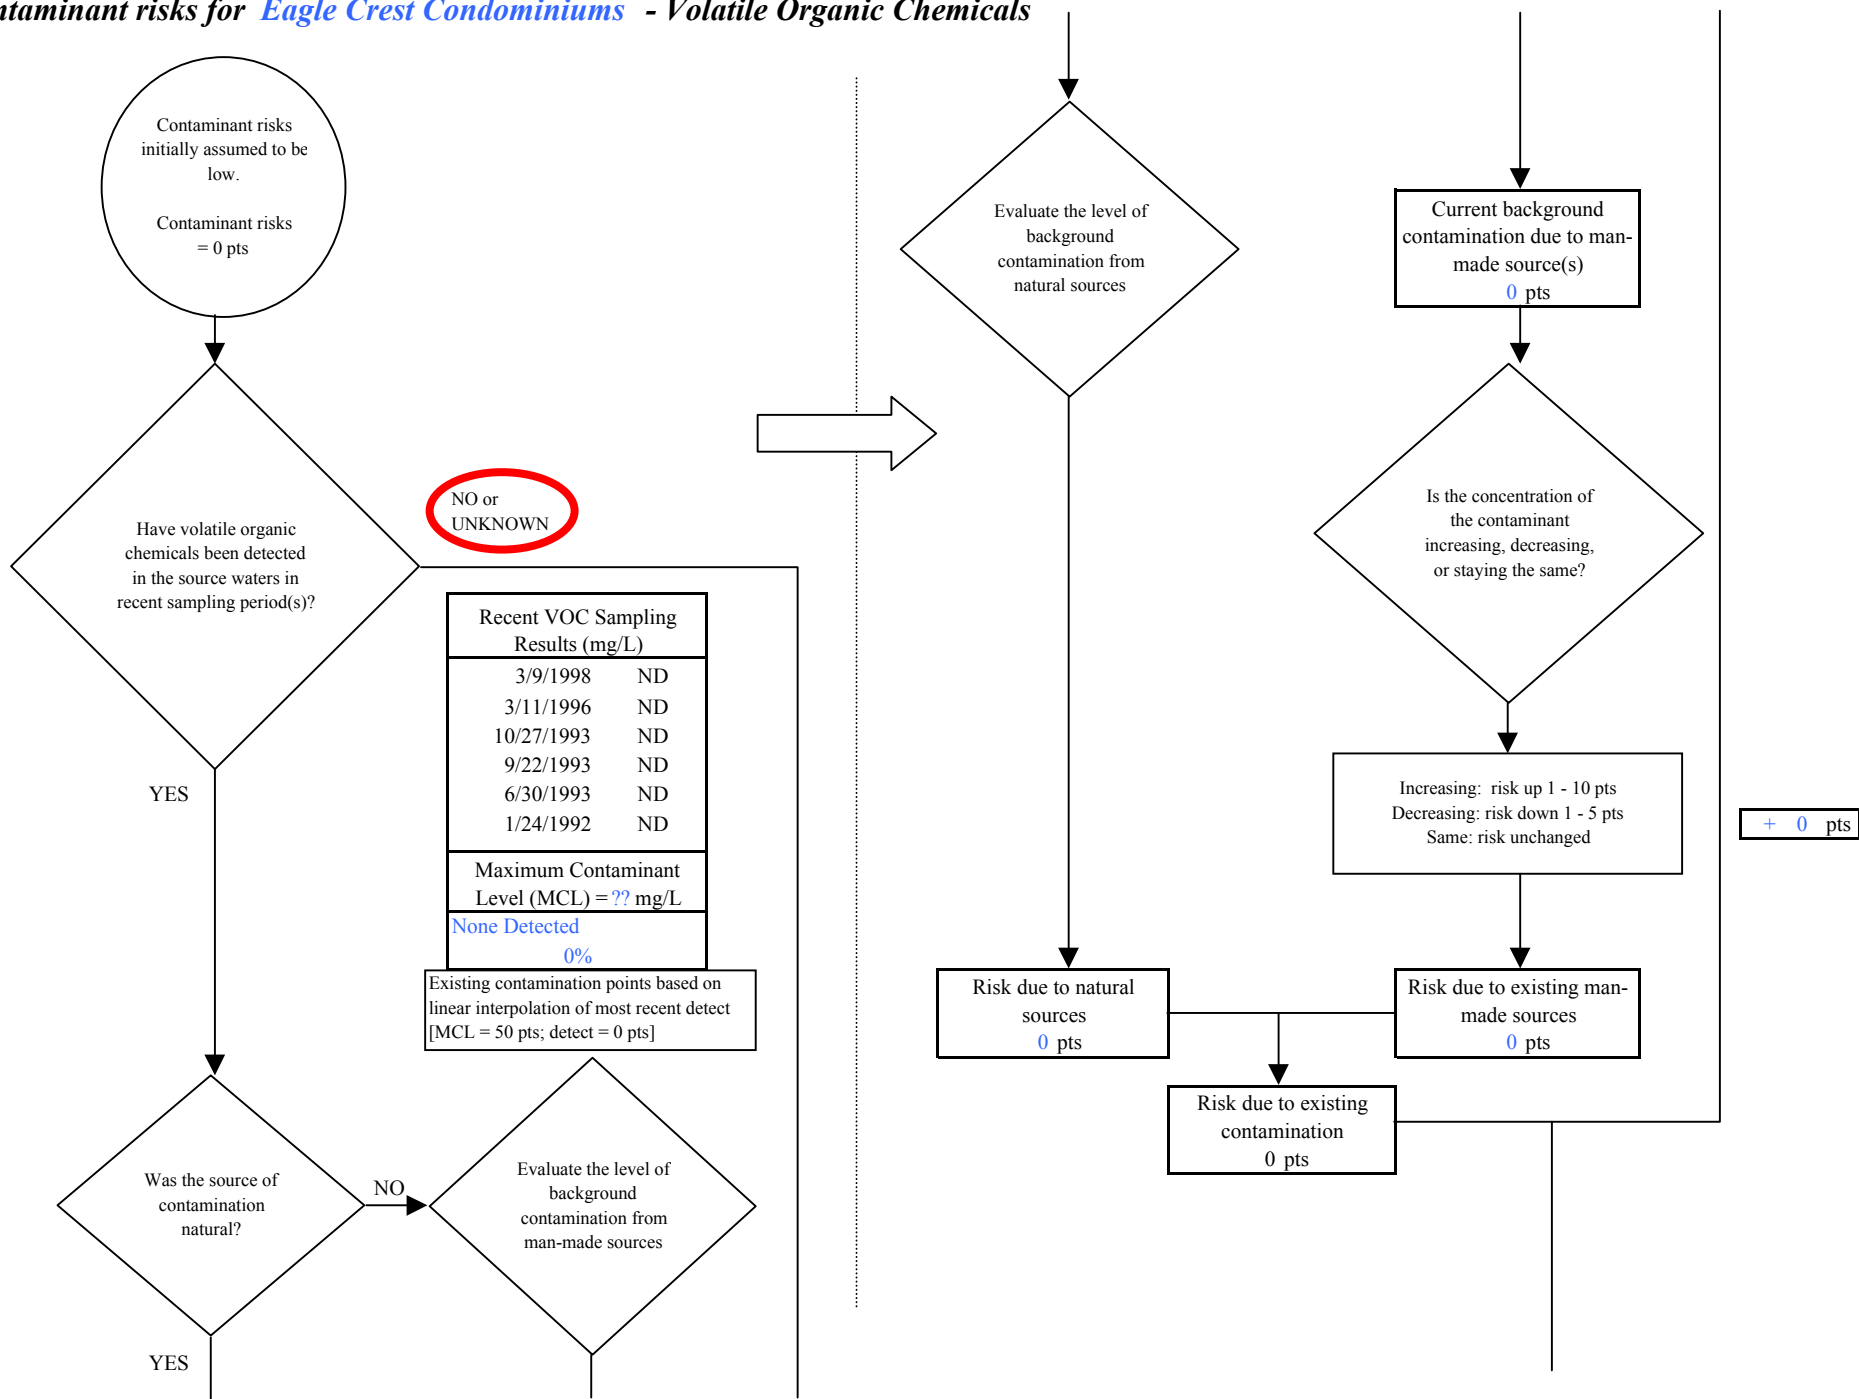 ntaminant risks for Eagle Crest Condominiums - Volatile Organic Chemicals
Contaminant risks
initially assumed to be
low.
Contaminant risks
= 0 pts
Have volatile organic
chemicals been detected
in the source waters in
recent sampling period(s)?
NO or
UNKNOWN
YES
Recent VOC Sampling
Results (mg/L)
3/9/1998 ND
3/11/1996 ND
10/27/1993 ND
9/22/1993 ND
6/30/1993 ND
1/24/1992 ND
Maximum Contaminant
Level (MCL) = ?? mg/L
None Detected
0%
Existing contamination points based on
linear interpolation of most recent detect
[MCL = 50 pts; detect = 0 pts]
Was the source of
contamination
natural?
NO
YES
Evaluate the level of
background
contamination from
man-made sources
Evaluate the level of
background
contamination from
natural sources
Current background
contamination due to man-
made source(s)
0 pts
Is the concentration of
the contaminant
increasing, decreasing,
or staying the same?
Increasing: risk up 1 - 10 pts
Decreasing: risk down 1 - 5 pts
Same: risk unchanged
+ 0 pts
Risk due to natural
sources
0 pts
Risk due to existing man-
made sources
0 pts
Risk due to existing
contamination
0 pts